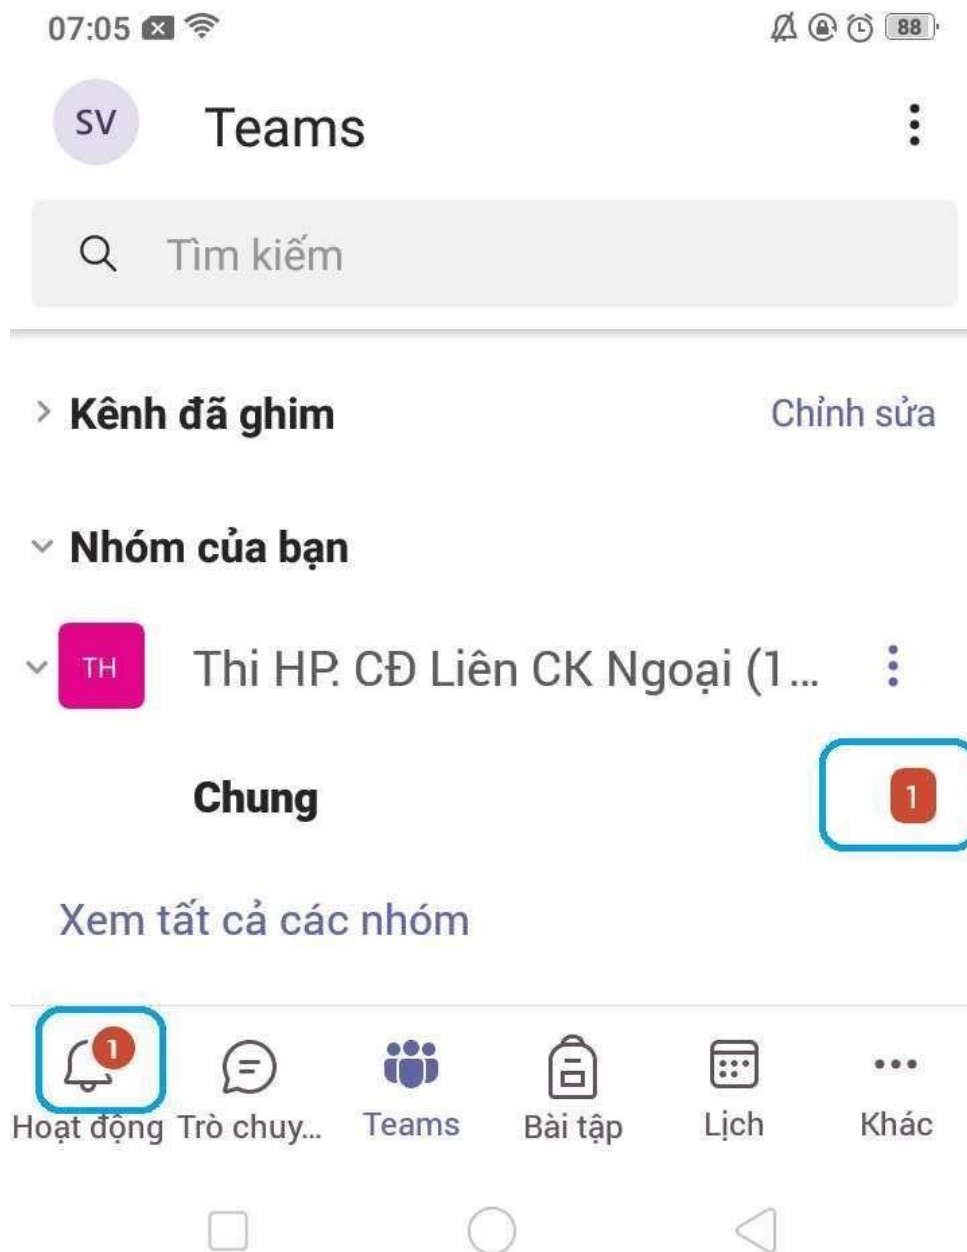 07:05
88
SV
Teams
Tìm kiếm
Kênh đã ghim
Chỉnh sửa
Nhóm của bạn
TH
Thi HP. CĐ Liên CK Ngoại (1...
Chung
1
Xem tất cả các nhóm
1
Hoạt động
Trò chuy...
Teams
Bài tập
Lịch
Khác